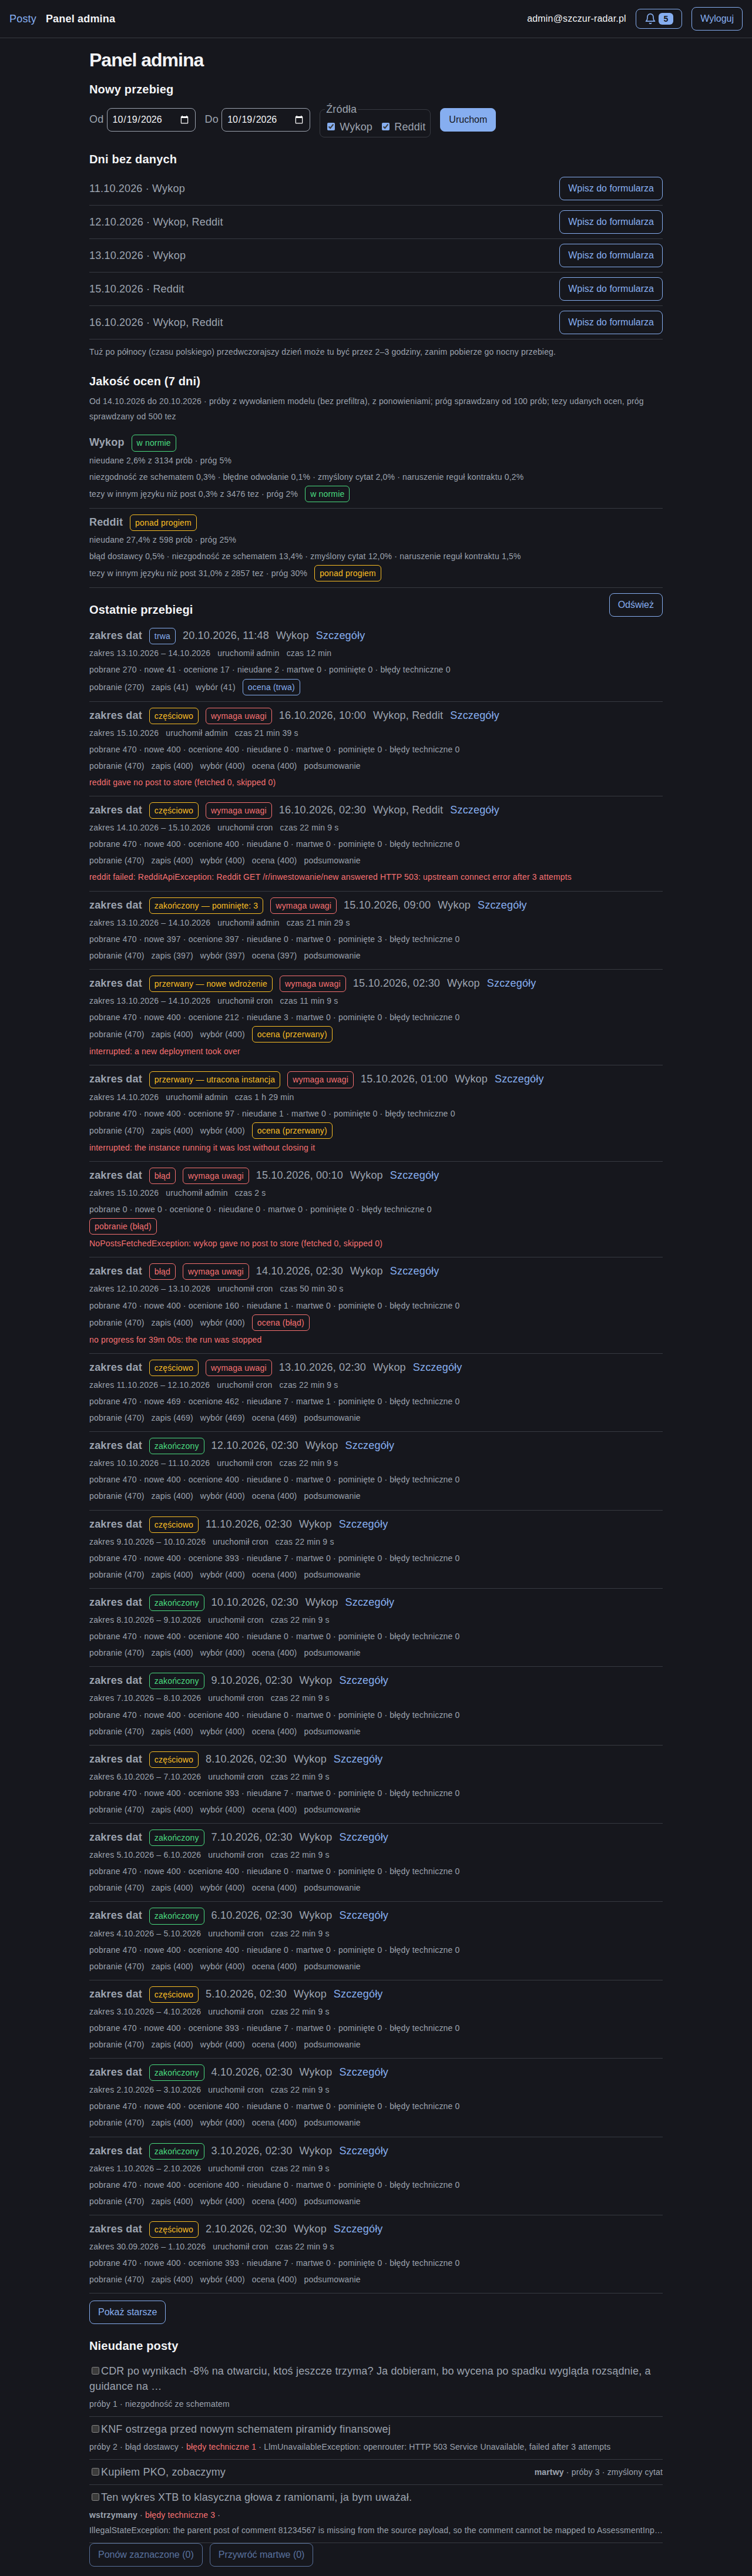 Posty Panel admina admin@szczur-radar.pl 5 Wyloguj
Panel admina
Nowy przebieg
Źródła
Od 10/19/2026 Do 10/19/2026 Wykop Reddit Uruchom
Dni bez danych
11.10.2026 · Wykop Wpisz do formularza
12.10.2026 · Wykop, Reddit Wpisz do formularza
13.10.2026 · Wykop Wpisz do formularza
15.10.2026 · Reddit Wpisz do formularza
16.10.2026 · Wykop, Reddit Wpisz do formularza
Tuż po północy (czasu polskiego) przedwczorajszy dzień może tu być przez 2–3 godziny, zanim pobierze go nocny przebieg.
Jakość ocen (7 dni)
Od 14.10.2026 do 20.10.2026 · próby z wywołaniem modelu (bez prefiltra), z ponowieniami; próg sprawdzany od 100 prób; tezy udanych ocen, próg
sprawdzany od 500 tez
Wykop w normie
nieudane 2,6% z 3134 prób · próg 5%
niezgodność ze schematem 0,3% · błędne odwołanie 0,1% · zmyślony cytat 2,0% · naruszenie reguł kontraktu 0,2%
tezy w innym języku niż post 0,3% z 3476 tez · próg 2% w normie
Reddit ponad progiem
nieudane 27,4% z 598 prób · próg 25%
błąd dostawcy 0,5% · niezgodność ze schematem 13,4% · zmyślony cytat 12,0% · naruszenie reguł kontraktu 1,5%
tezy w innym języku niż post 31,0% z 2857 tez · próg 30% ponad progiem
Ostatnie przebiegi Odśwież
zakres dat trwa 20.10.2026, 11:48 Wykop Szczegóły
zakres 13.10.2026 – 14.10.2026 uruchomił admin czas 12 min
pobrane 270 · nowe 41 · ocenione 17 · nieudane 2 · martwe 0 · pominięte 0 · błędy techniczne 0
pobranie (270) zapis (41) wybór (41) ocena (trwa)
zakres dat częściowo wymaga uwagi 16.10.2026, 10:00 Wykop, Reddit Szczegóły
zakres 15.10.2026 uruchomił admin czas 21 min 39 s
pobrane 470 · nowe 400 · ocenione 400 · nieudane 0 · martwe 0 · pominięte 0 · błędy techniczne 0
pobranie (470) zapis (400) wybór (400) ocena (400) podsumowanie
reddit gave no post to store (fetched 0, skipped 0)
zakres dat częściowo wymaga uwagi 16.10.2026, 02:30 Wykop, Reddit Szczegóły
zakres 14.10.2026 – 15.10.2026 uruchomił cron czas 22 min 9 s
pobrane 470 · nowe 400 · ocenione 400 · nieudane 0 · martwe 0 · pominięte 0 · błędy techniczne 0
pobranie (470) zapis (400) wybór (400) ocena (400) podsumowanie
reddit failed: RedditApiException: Reddit GET /r/inwestowanie/new answered HTTP 503: upstream connect error after 3 attempts
zakres dat zakończony — pominięte: 3 wymaga uwagi 15.10.2026, 09:00 Wykop Szczegóły
zakres 13.10.2026 – 14.10.2026 uruchomił admin czas 21 min 29 s
pobrane 470 · nowe 397 · ocenione 397 · nieudane 0 · martwe 0 · pominięte 3 · błędy techniczne 0
pobranie (470) zapis (397) wybór (397) ocena (397) podsumowanie
zakres dat przerwany — nowe wdrożenie wymaga uwagi 15.10.2026, 02:30 Wykop Szczegóły
zakres 13.10.2026 – 14.10.2026 uruchomił cron czas 11 min 9 s
pobrane 470 · nowe 400 · ocenione 212 · nieudane 3 · martwe 0 · pominięte 0 · błędy techniczne 0
pobranie (470) zapis (400) wybór (400) ocena (przerwany)
interrupted: a new deployment took over
zakres dat przerwany — utracona instancja wymaga uwagi 15.10.2026, 01:00 Wykop Szczegóły
zakres 14.10.2026 uruchomił admin czas 1 h 29 min
pobrane 470 · nowe 400 · ocenione 97 · nieudane 1 · martwe 0 · pominięte 0 · błędy techniczne 0
pobranie (470) zapis (400) wybór (400) ocena (przerwany)
interrupted: the instance running it was lost without closing it
zakres dat błąd wymaga uwagi 15.10.2026, 00:10 Wykop Szczegóły
zakres 15.10.2026 uruchomił admin czas 2 s
pobrane 0 · nowe 0 · ocenione 0 · nieudane 0 · martwe 0 · pominięte 0 · błędy techniczne 0
pobranie (błąd)
NoPostsFetchedException: wykop gave no post to store (fetched 0, skipped 0)
zakres dat błąd wymaga uwagi 14.10.2026, 02:30 Wykop Szczegóły
zakres 12.10.2026 – 13.10.2026 uruchomił cron czas 50 min 30 s
pobrane 470 · nowe 400 · ocenione 160 · nieudane 1 · martwe 0 · pominięte 0 · błędy techniczne 0
pobranie (470) zapis (400) wybór (400) ocena (błąd)
no progress for 39m 00s: the run was stopped
zakres dat częściowo wymaga uwagi 13.10.2026, 02:30 Wykop Szczegóły
zakres 11.10.2026 – 12.10.2026 uruchomił cron czas 22 min 9 s
pobrane 470 · nowe 469 · ocenione 462 · nieudane 7 · martwe 1 · pominięte 0 · błędy techniczne 0
pobranie (470) zapis (469) wybór (469) ocena (469) podsumowanie
zakres dat zakończony 12.10.2026, 02:30 Wykop Szczegóły
zakres 10.10.2026 – 11.10.2026 uruchomił cron czas 22 min 9 s
pobrane 470 · nowe 400 · ocenione 400 · nieudane 0 · martwe 0 · pominięte 0 · błędy techniczne 0
pobranie (470) zapis (400) wybór (400) ocena (400) podsumowanie
zakres dat częściowo 11.10.2026, 02:30 Wykop Szczegóły
zakres 9.10.2026 – 10.10.2026 uruchomił cron czas 22 min 9 s
pobrane 470 · nowe 400 · ocenione 393 · nieudane 7 · martwe 0 · pominięte 0 · błędy techniczne 0
pobranie (470) zapis (400) wybór (400) ocena (400) podsumowanie
zakres dat zakończony 10.10.2026, 02:30 Wykop Szczegóły
zakres 8.10.2026 – 9.10.2026 uruchomił cron czas 22 min 9 s
pobrane 470 · nowe 400 · ocenione 400 · nieudane 0 · martwe 0 · pominięte 0 · błędy techniczne 0
pobranie (470) zapis (400) wybór (400) ocena (400) podsumowanie
zakres dat zakończony 9.10.2026, 02:30 Wykop Szczegóły
zakres 7.10.2026 – 8.10.2026 uruchomił cron czas 22 min 9 s
pobrane 470 · nowe 400 · ocenione 400 · nieudane 0 · martwe 0 · pominięte 0 · błędy techniczne 0
pobranie (470) zapis (400) wybór (400) ocena (400) podsumowanie
zakres dat częściowo 8.10.2026, 02:30 Wykop Szczegóły
zakres 6.10.2026 – 7.10.2026 uruchomił cron czas 22 min 9 s
pobrane 470 · nowe 400 · ocenione 393 · nieudane 7 · martwe 0 · pominięte 0 · błędy techniczne 0
pobranie (470) zapis (400) wybór (400) ocena (400) podsumowanie
zakres dat zakończony 7.10.2026, 02:30 Wykop Szczegóły
zakres 5.10.2026 – 6.10.2026 uruchomił cron czas 22 min 9 s
pobrane 470 · nowe 400 · ocenione 400 · nieudane 0 · martwe 0 · pominięte 0 · błędy techniczne 0
pobranie (470) zapis (400) wybór (400) ocena (400) podsumowanie
zakres dat zakończony 6.10.2026, 02:30 Wykop Szczegóły
zakres 4.10.2026 – 5.10.2026 uruchomił cron czas 22 min 9 s
pobrane 470 · nowe 400 · ocenione 400 · nieudane 0 · martwe 0 · pominięte 0 · błędy techniczne 0
pobranie (470) zapis (400) wybór (400) ocena (400) podsumowanie
zakres dat częściowo 5.10.2026, 02:30 Wykop Szczegóły
zakres 3.10.2026 – 4.10.2026 uruchomił cron czas 22 min 9 s
pobrane 470 · nowe 400 · ocenione 393 · nieudane 7 · martwe 0 · pominięte 0 · błędy techniczne 0
pobranie (470) zapis (400) wybór (400) ocena (400) podsumowanie
zakres dat zakończony 4.10.2026, 02:30 Wykop Szczegóły
zakres 2.10.2026 – 3.10.2026 uruchomił cron czas 22 min 9 s
pobrane 470 · nowe 400 · ocenione 400 · nieudane 0 · martwe 0 · pominięte 0 · błędy techniczne 0
pobranie (470) zapis (400) wybór (400) ocena (400) podsumowanie
zakres dat zakończony 3.10.2026, 02:30 Wykop Szczegóły
zakres 1.10.2026 – 2.10.2026 uruchomił cron czas 22 min 9 s
pobrane 470 · nowe 400 · ocenione 400 · nieudane 0 · martwe 0 · pominięte 0 · błędy techniczne 0
pobranie (470) zapis (400) wybór (400) ocena (400) podsumowanie
zakres dat częściowo 2.10.2026, 02:30 Wykop Szczegóły
zakres 30.09.2026 – 1.10.2026 uruchomił cron czas 22 min 9 s
pobrane 470 · nowe 400 · ocenione 393 · nieudane 7 · martwe 0 · pominięte 0 · błędy techniczne 0
pobranie (470) zapis (400) wybór (400) ocena (400) podsumowanie
Pokaż starsze
Nieudane posty
CDR po wynikach -8% na otwarciu, ktoś jeszcze trzyma? Ja dobieram, bo wycena po spadku wygląda rozsądnie, a
guidance na …
próby 1 · niezgodność ze schematem
KNF ostrzega przed nowym schematem piramidy finansowej
próby 2 · błąd dostawcy · błędy techniczne 1 · LlmUnavailableException: openrouter: HTTP 503 Service Unavailable, failed after 3 attempts
Kupiłem PKO, zobaczymy martwy · próby 3 · zmyślony cytat
Ten wykres XTB to klasyczna głowa z ramionami, ja bym uważał.
wstrzymany · błędy techniczne 3 ·
IllegalStateException: the parent post of comment 81234567 is missing from the source payload, so the comment cannot be mapped to AssessmentInp…
Ponów zaznaczone (0) Przywróć martwe (0)